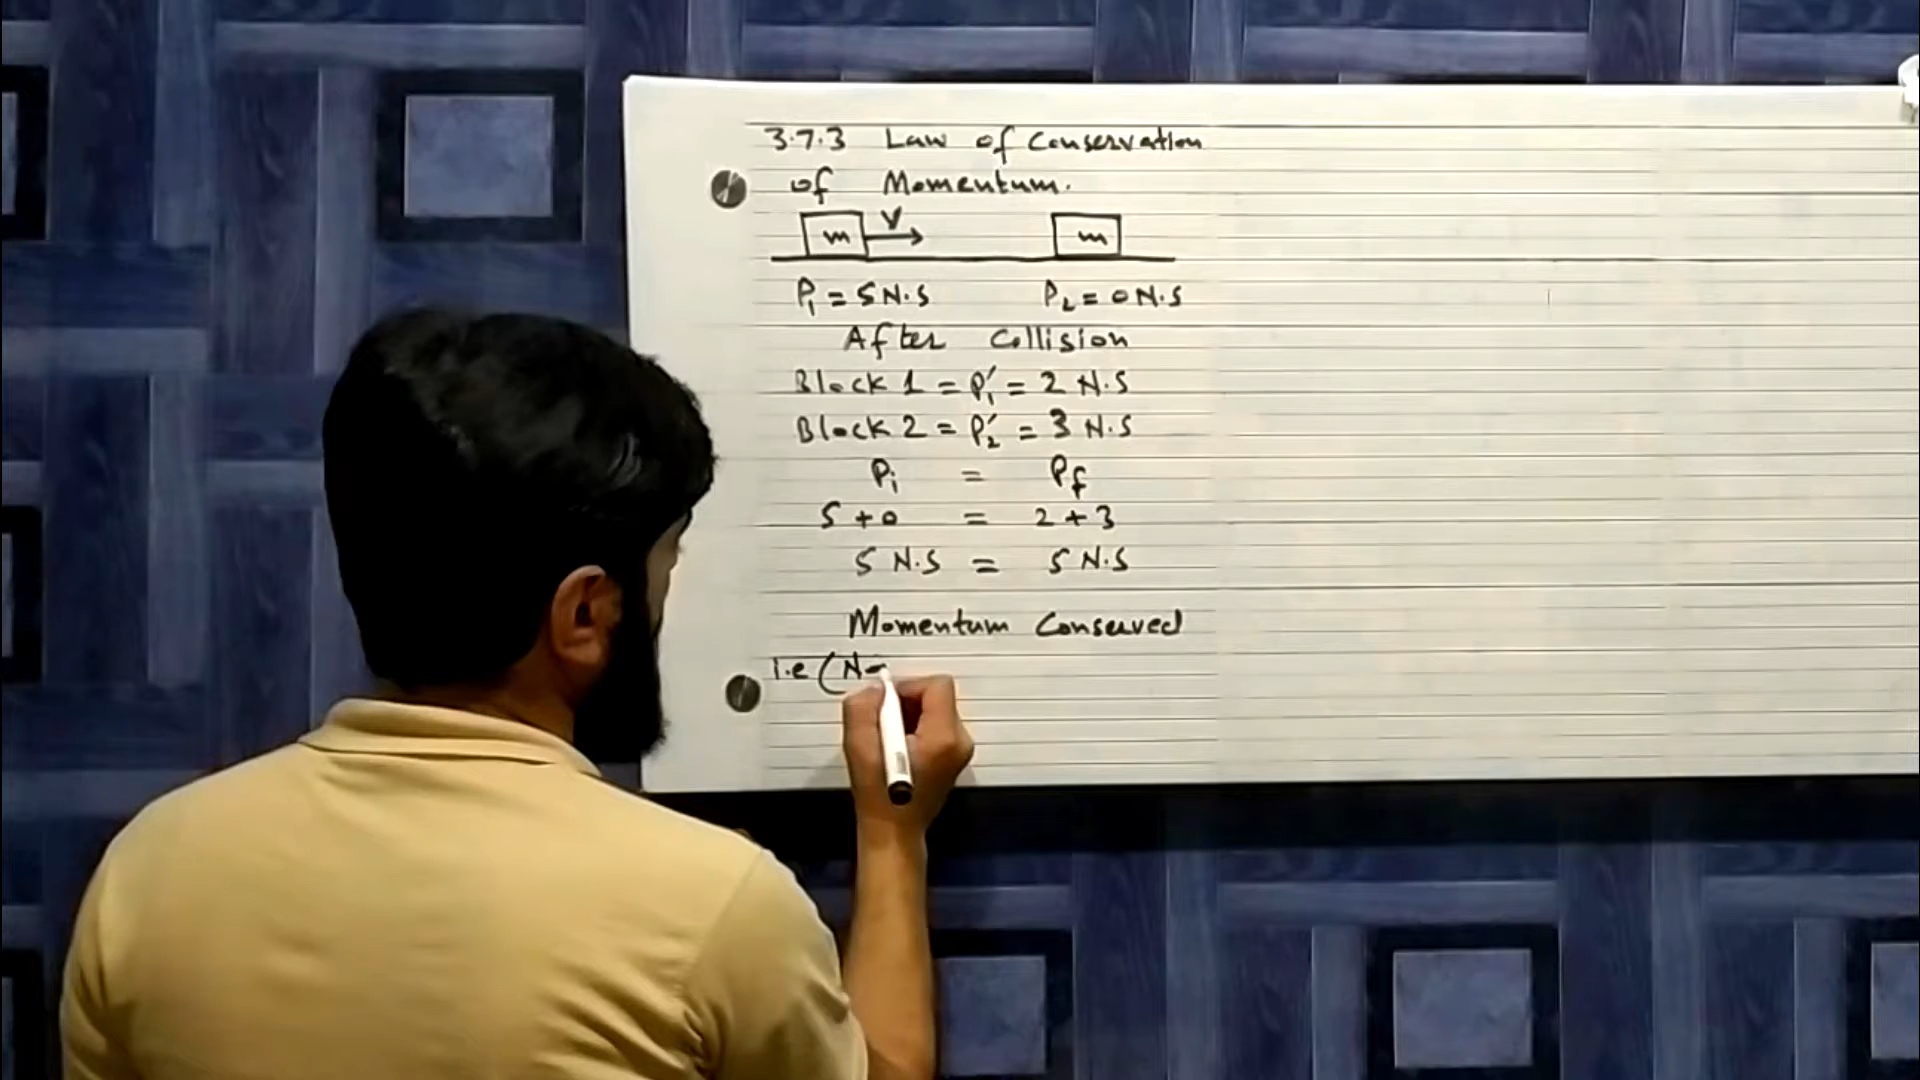 3.7.3 Law of Conservation
of Momentum.
V
m m
P₁ = 5 N.S P₂ = 0 N.S
After Collision
Block 1 = P₁′ = 2 N.S
Block 2 = P₂′ = 3 N.S
Pi = Pf
5 + 0 = 2 + 3
5 N.S = 5 N.S
Momentum Conserved
i.e (